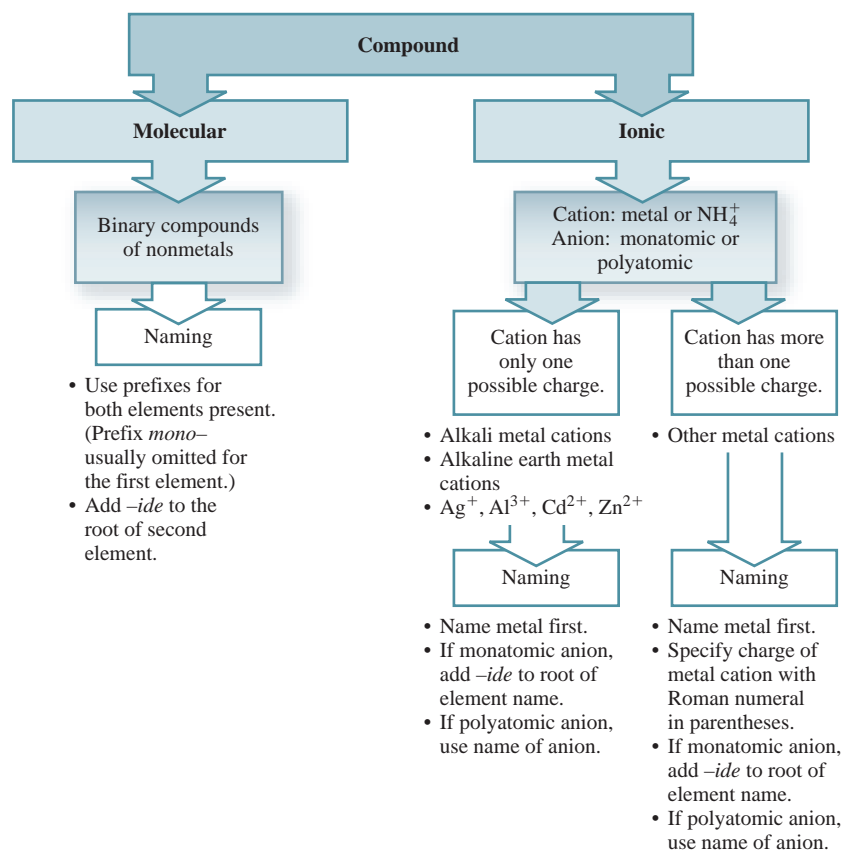 Compound
Molecular
Binary compounds
of nonmetals
Naming
• Use prefixes for
both elements present.
(Prefix mono–
usually omitted for
the first element.)
• Add –ide to the
root of second
element.
Ionic
Cation: metal or NH₄⁺
Anion: monatomic or
polyatomic
Cation has
only one
possible charge.
• Alkali metal cations
• Alkaline earth metal
cations
• Ag⁺, Al³⁺, Cd²⁺, Zn²⁺
Naming
• Name metal first.
• If monatomic anion,
add –ide to root of
element name.
• If polyatomic anion,
use name of anion.
Cation has more
than one
possible charge.
• Other metal cations
Naming
• Name metal first.
• Specify charge of
metal cation with
Roman numeral
in parentheses.
• If monatomic anion,
add –ide to root of
element name.
• If polyatomic anion,
use name of anion.